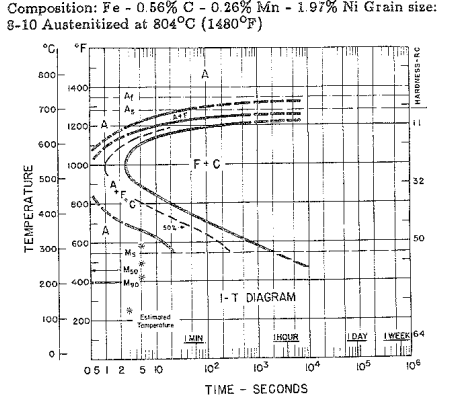 Composition: Fe - 0.56% C - 0.26% Mn - 1.97% Ni Grain size:
8-10 Austenitized at 804°C (1480°F)
°C °F
HARDNESS-RC
TEMPERATURE
800
700
600
500
400
300
200
100
0
1400
1200
1000
800
600
400
200
A
Af
As
A
A+F
F+C
A
+F+C
50%
A
Ms *
M50 *
M90 *
* Estimated
Temperature
I-T DIAGRAM
11
32
50
64
1 MIN 1 HOUR 1 DAY 1 WEEK
0.5 1 2 5 10 10² 10³ 10⁴ 10⁵ 10⁶
TIME - SECONDS